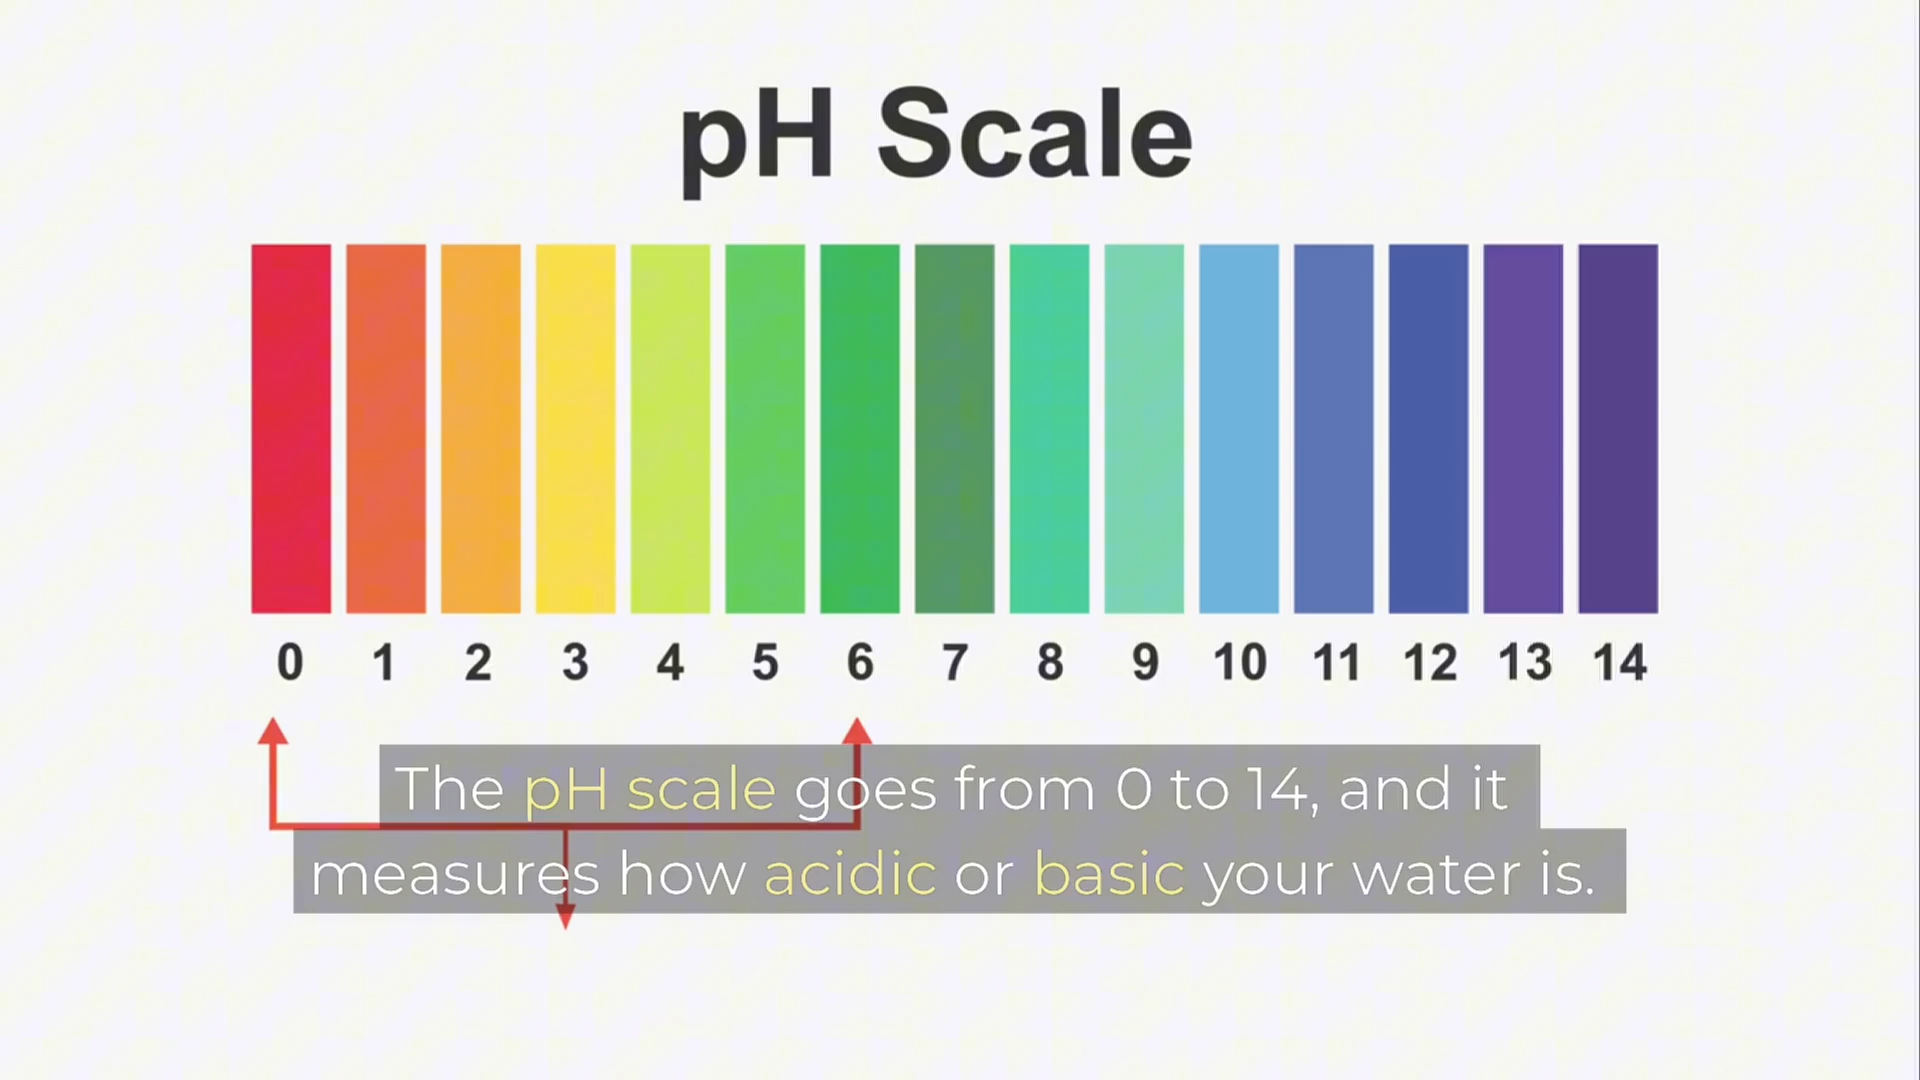 pH Scale
0 1 2 3 4 5 6 7 8 9 10 11 12 13 14
The pH scale goes from 0 to 14, and it
measures how acidic or basic your water is.